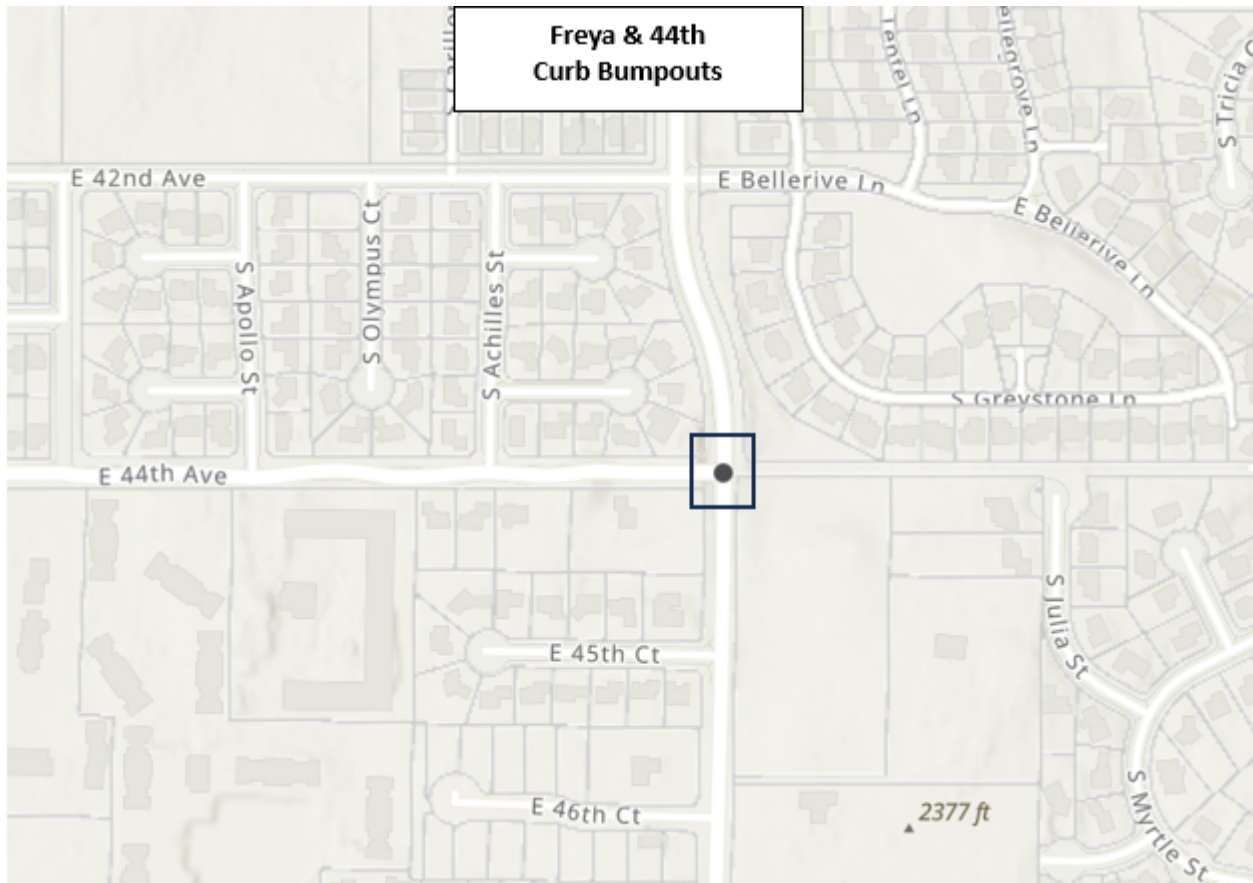 Freya & 44th
Curb Bumpouts
E 42nd Ave
E Bellerive Ln
E Bellerive Ln
S Tricia
S Apollo St
S Olympus Ct
S Achilles St
S Greystone Ln
E 44th Ave
E 45th Ct
S Julia St
E 46th Ct
2377 ft
S Myrtle St